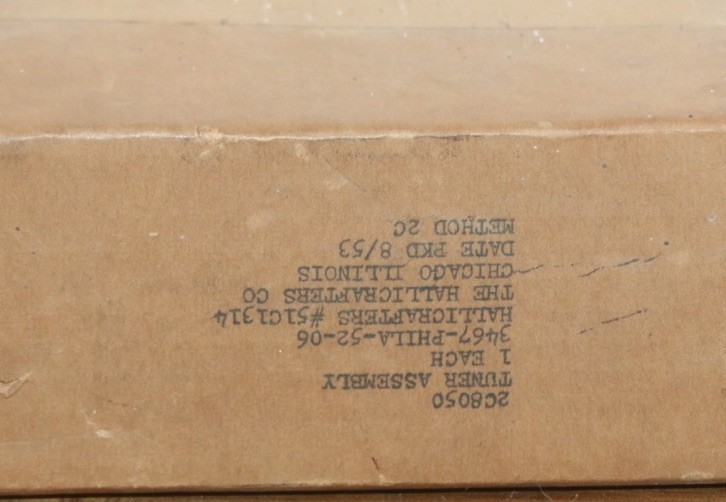 2C8050
TUNER ASSEMBLY
1 EACH
3467-PHILA-52-06
HALLICRAFTERS #51C1314
THE HALLICRAFTERS CO
CHICAGO ILLINOIS
DATE PKD 8/53
METHOD 2C